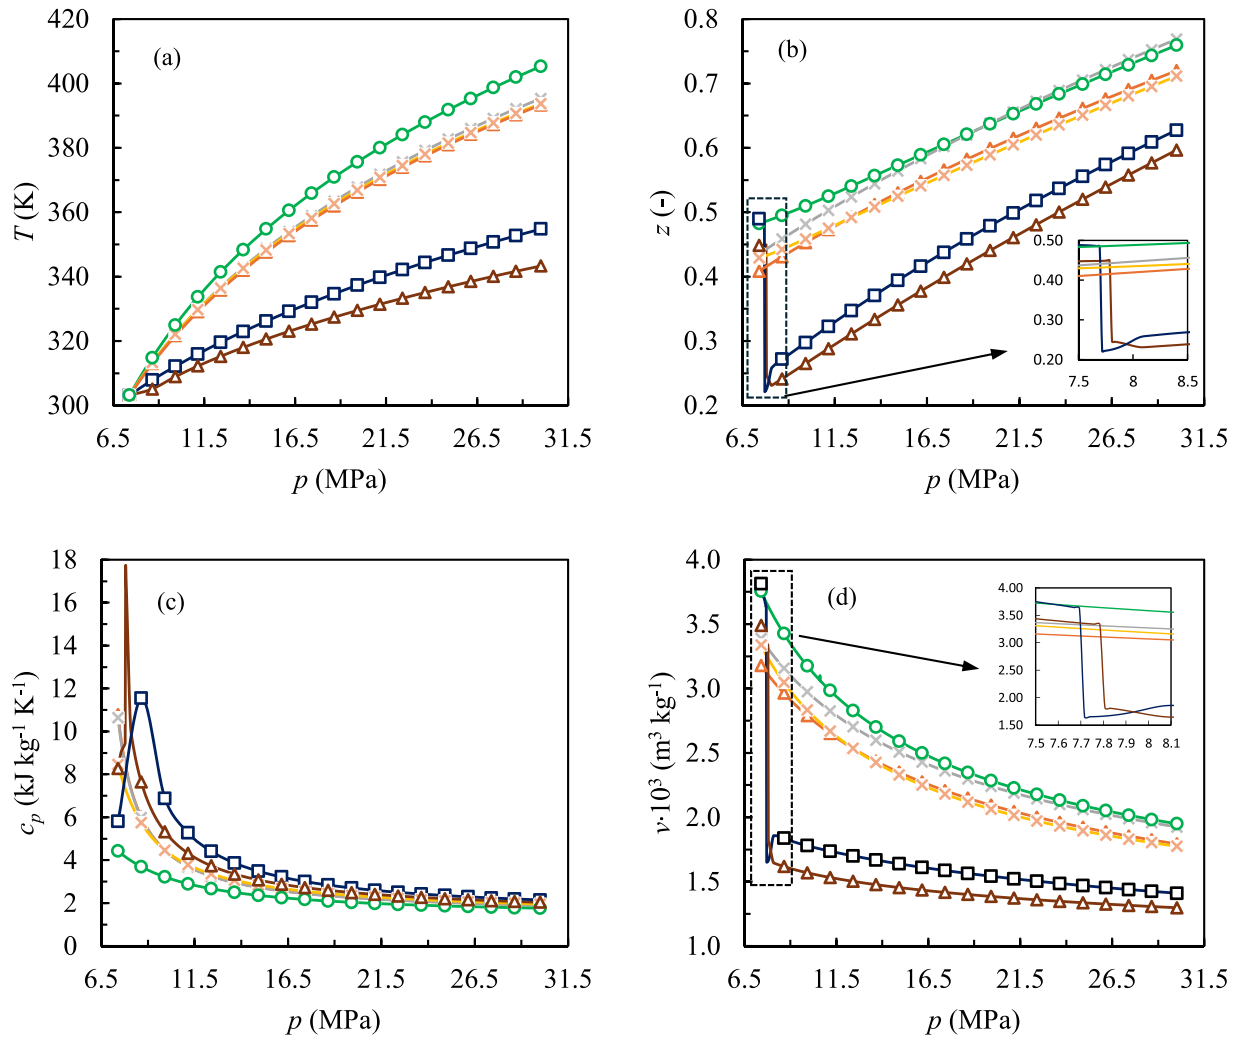 420
400
380
360
340
320
300
T (K)
(a)
6.5 11.5 16.5 21.5 26.5 31.5
p (MPa)
0.8
0.7
0.6
0.5
0.4
0.3
0.2
z (-)
(b)
0.50
0.40
0.30
0.20
7.5 8 8.5
6.5 11.5 16.5 21.5 26.5 31.5
p (MPa)
18
16
14
12
10
8
6
4
2
0
cₚ (kJ kg⁻¹ K⁻¹)
(c)
6.5 11.5 16.5 21.5 26.5 31.5
p (MPa)
4.0
3.5
3.0
2.5
2.0
1.5
1.0
v·10³ (m³ kg⁻¹)
(d)
4.00
3.50
3.00
2.50
2.00
1.50
7.5 7.6 7.7 7.8 7.9 8 8.1
6.5 11.5 16.5 21.5 26.5 31.5
p (MPa)